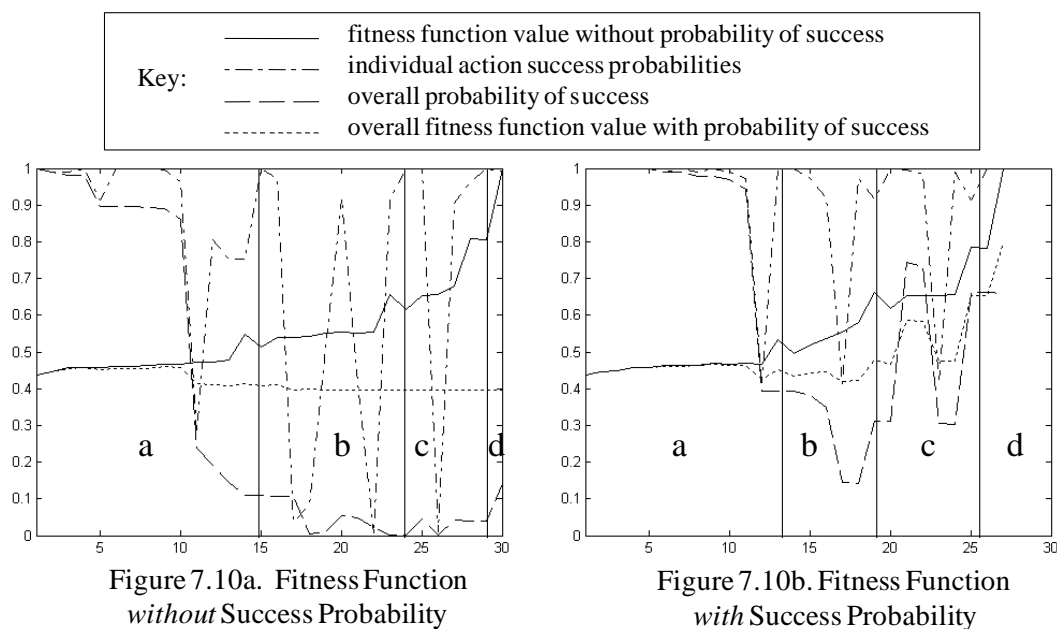 Key:
fitness function value without probability of success
individual action success probabilities
overall probability of success
overall fitness function value with probability of success
1
0.9
0.8
0.7
0.6
0.5
0.4
0.3
0.2
0.1
0
a
b
c
d
5
10
15
20
25
30
Figure 7.10a. Fitness Function
without Success Probability
1
0.9
0.8
0.7
0.6
0.5
0.4
0.3
0.2
0.1
0
a
b
c
d
5
10
15
20
25
30
Figure 7.10b. Fitness Function
with Success Probability